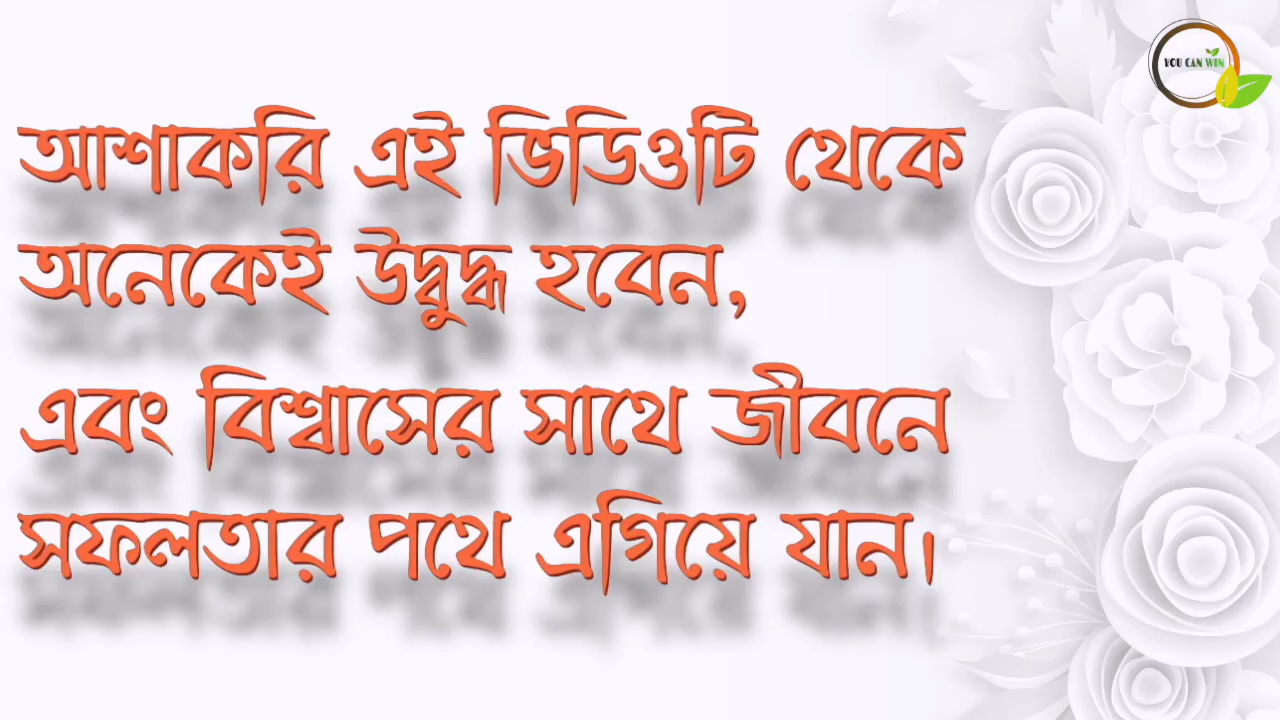 YOU CAN WIN
আশাকরি এই ভিডিওটি থেকে
অনেকেই উদ্বুদ্ধ হবেন,
এবং বিশ্বাসের সাথে জীবনে
সফলতার পথে এগিয়ে যান।